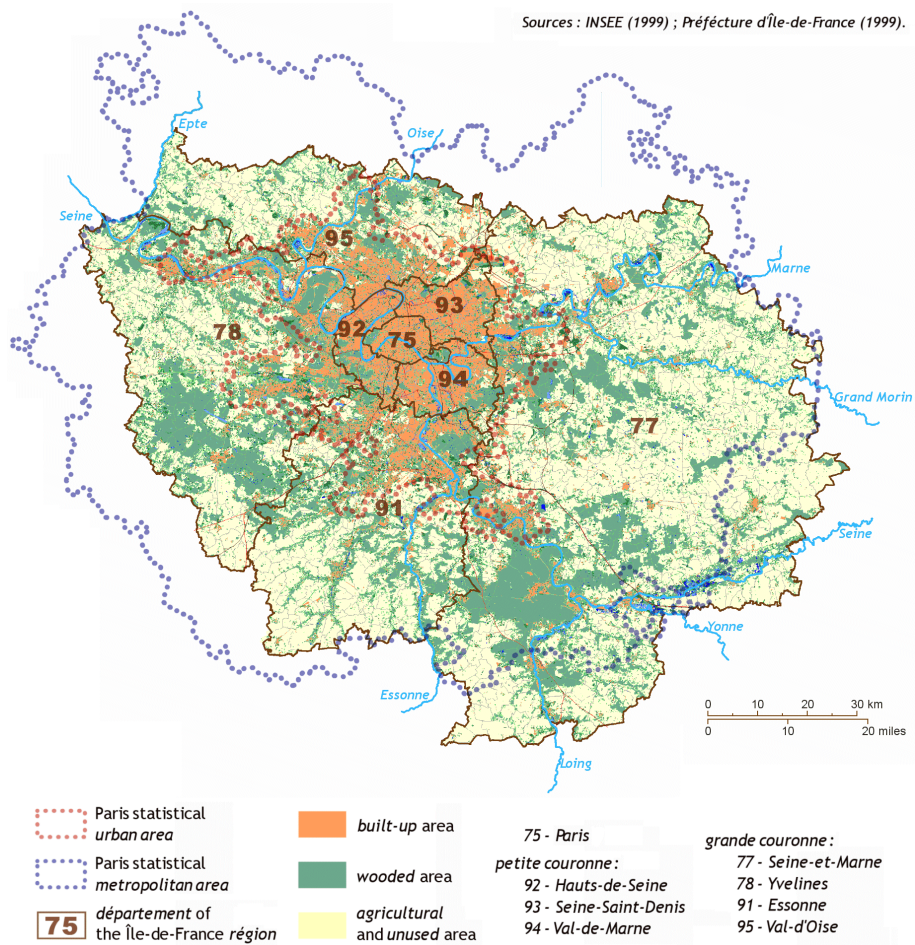 Sources : INSEE (1999) ; Préfécture d'Île-de-France (1999).
Epte
Oise
Seine
95
Marne
93
78
92
75
94
Grand Morin
77
91
Seine
Yonne
Essonne
0 10 20 30 km
0 10 20 miles
Loing
Paris statistical
urban area
Paris statistical
metropolitan area
75
département of
the Île-de-France région
built-up area
wooded area
agricultural
and unused area
75 - Paris
petite couronne :
92 - Hauts-de-Seine
93 - Seine-Saint-Denis
94 - Val-de-Marne
grande couronne :
77 - Seine-et-Marne
78 - Yvelines
91 - Essonne
95 - Val-d'Oise